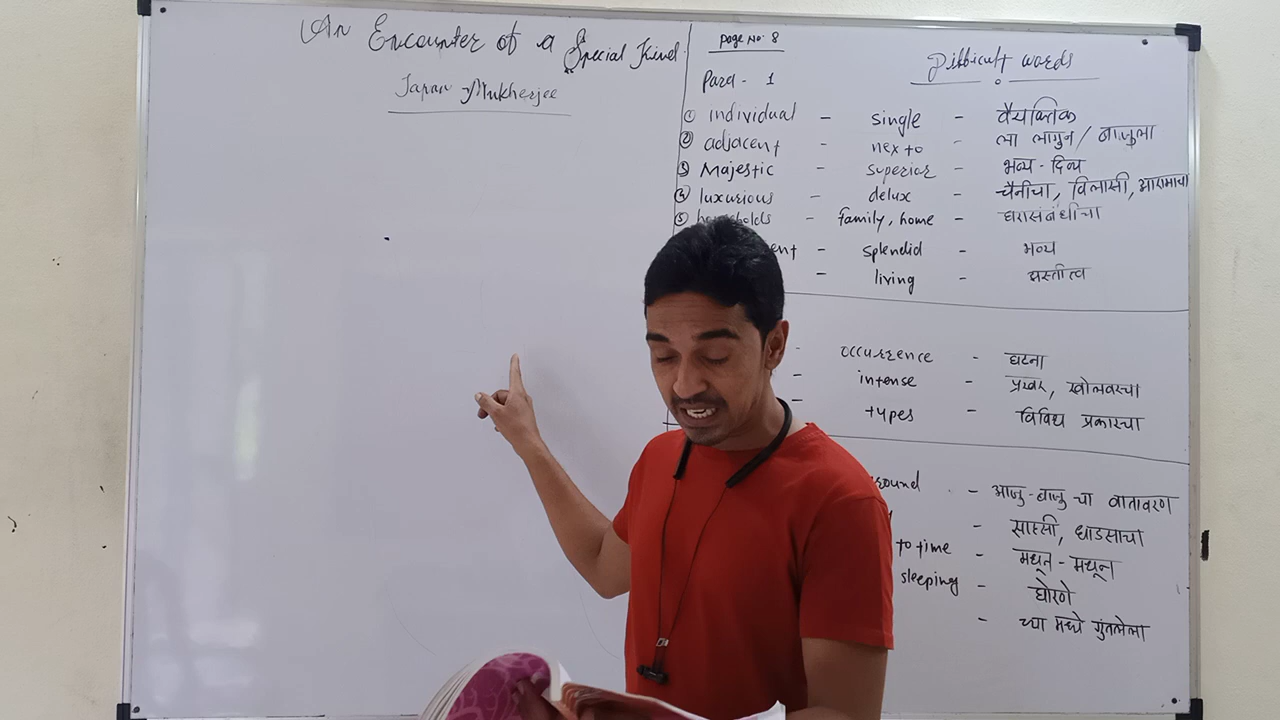 An Encounter of a Special Kind.
Tapan Mukherjee
Page No: 8
Difficult words
Para - 1
① individual - single - वैयक्तिक
② adjacent - next to - ला लागुन / बाजुला
③ Majestic - superior - भव्य - दिव्य
④ luxurious - delux - चैनीचा, विलासी, आरामाचा
⑤ households - family, home - घरासंबंधीचा
ent - splendid - भव्य
- living - अस्तीत्व
- occurrence - घटना
- intense - प्रखर, खोलवरचा
- types - विविध प्रकारचा
round - आजु-बाजु चा वातावरण
- साहसी, धाडसाचा
to time - मधून - मधून
sleeping - घोरणे
- च्या मध्ये गुंतलेला